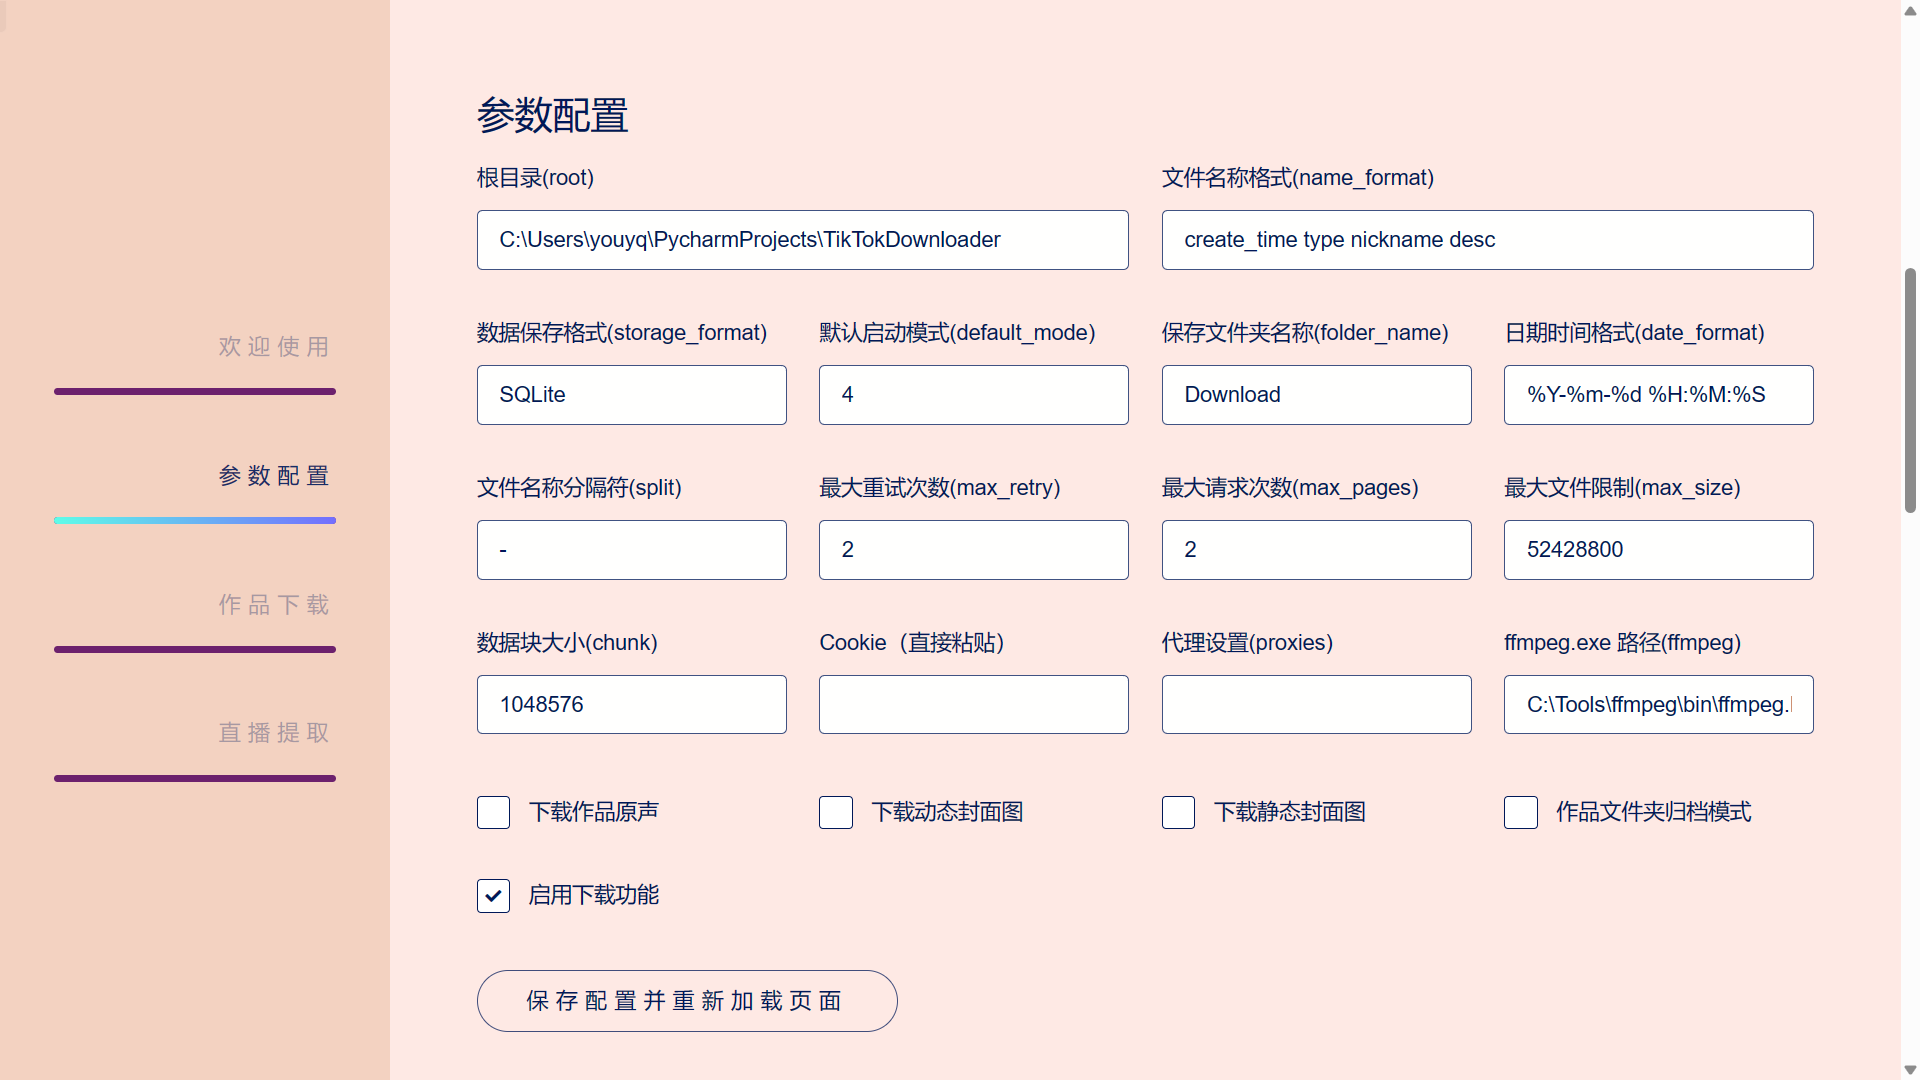 欢迎使用
参数配置
作品下载
直播提取
参数配置
根目录(root)
文件名称格式(name_format)
C:\Users\youyq\PycharmProjects\TikTokDownloader
create_time type nickname desc
数据保存格式(storage_format)
默认启动模式(default_mode)
保存文件夹名称(folder_name)
日期时间格式(date_format)
SQLite
4
Download
%Y-%m-%d %H:%M:%S
文件名称分隔符(split)
最大重试次数(max_retry)
最大请求次数(max_pages)
最大文件限制(max_size)
-
2
2
52428800
数据块大小(chunk)
Cookie（直接粘贴）
代理设置(proxies)
ffmpeg.exe 路径(ffmpeg)
1048576
C:\Tools\ffmpeg\bin\ffmpeg.
下载作品原声
下载动态封面图
下载静态封面图
作品文件夹归档模式
启用下载功能
保存配置并重新加载页面